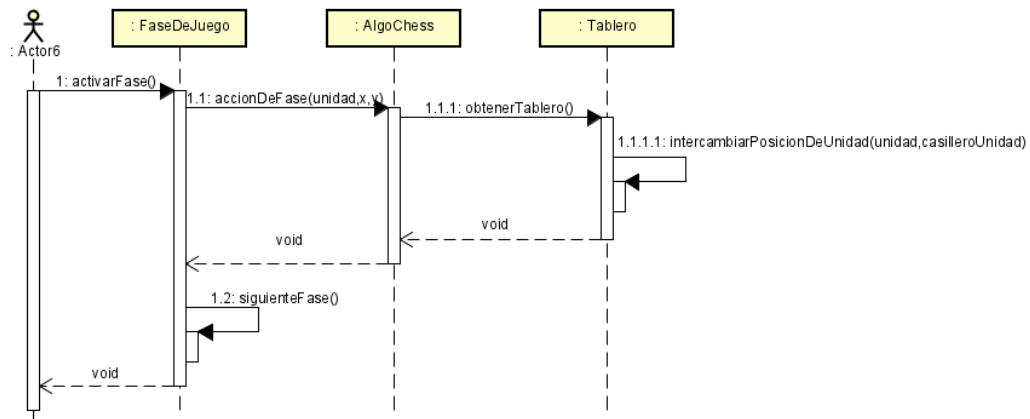 : FaseDeJuego
: AlgoChess
: Tablero
: Actor6
1: activarFase()
1.1: accionDeFase(unidad,x,y)
1.1.1: obtenerTablero()
1.1.1.1: intercambiarPosicionDeUnidad(unidad,casilleroUnidad)
void
void
1.2: siguienteFase()
void